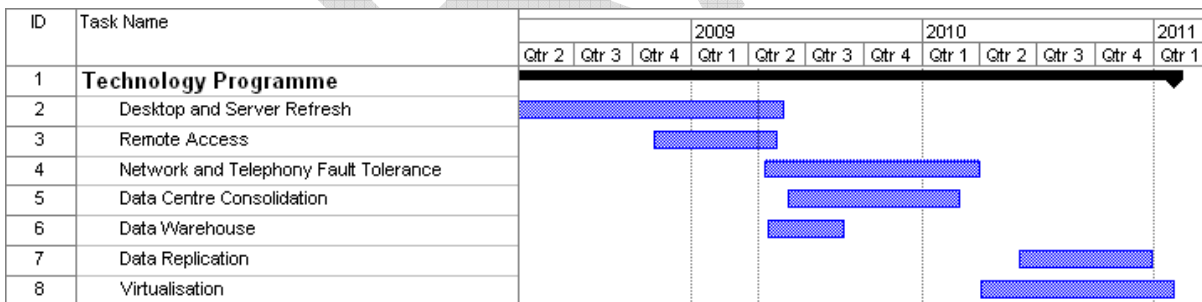 ID Task Name
2009 2010 2011
Qtr 2 Qtr 3 Qtr 4 Qtr 1 Qtr 2 Qtr 3 Qtr 4 Qtr 1 Qtr 2 Qtr 3 Qtr 4 Qtr 1
1 Technology Programme
2 Desktop and Server Refresh
3 Remote Access
4 Network and Telephony Fault Tolerance
5 Data Centre Consolidation
6 Data Warehouse
7 Data Replication
8 Virtualisation